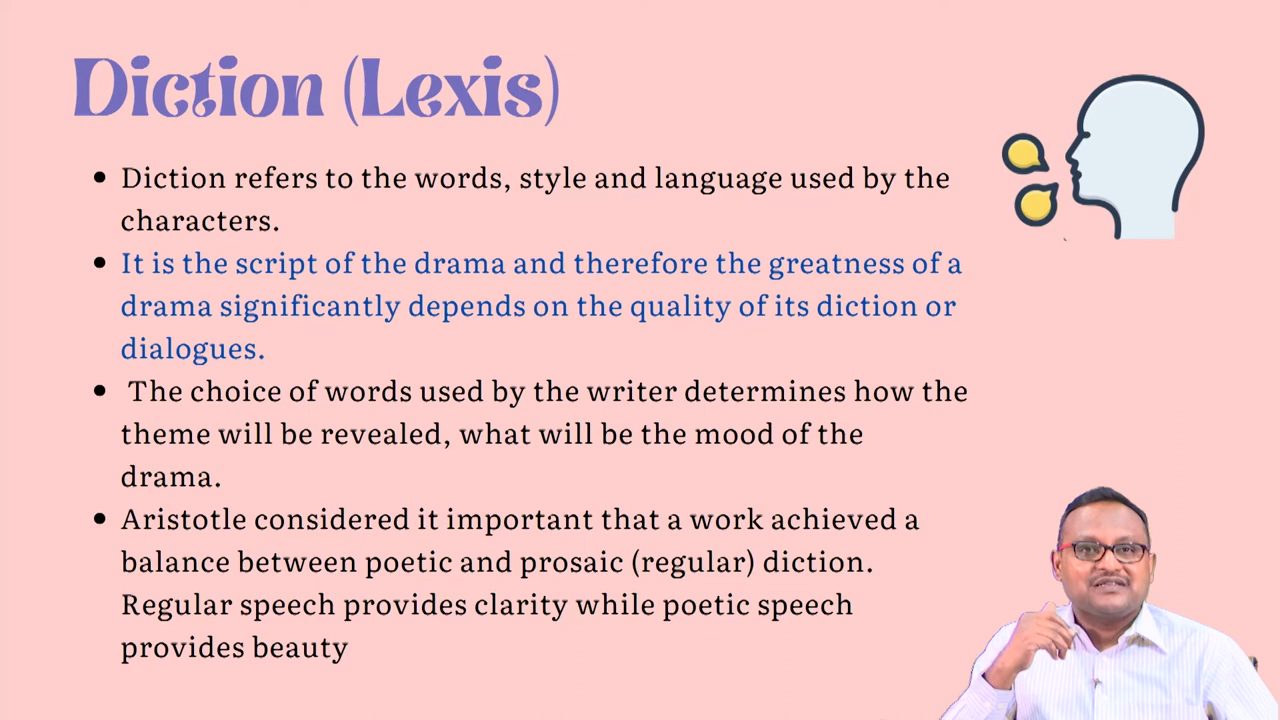 Diction (Lexis)
• Diction refers to the words, style and language used by the
characters.
• It is the script of the drama and therefore the greatness of a
drama significantly depends on the quality of its diction or
dialogues.
• The choice of words used by the writer determines how the
theme will be revealed, what will be the mood of the
drama.
• Aristotle considered it important that a work achieved a
balance between poetic and prosaic (regular) diction.
Regular speech provides clarity while poetic speech
provides beauty